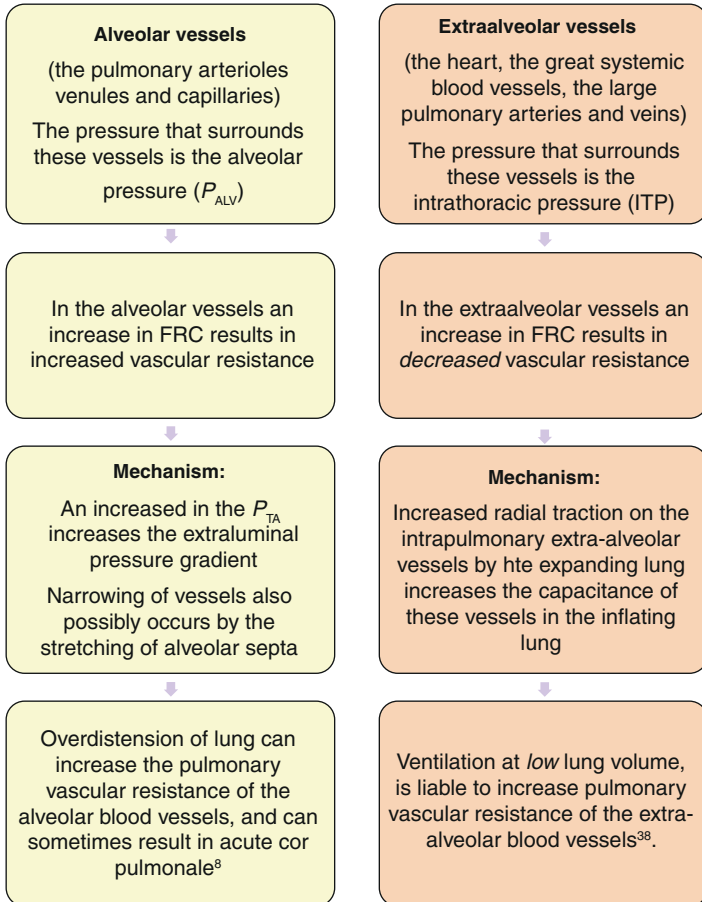 Alveolar vessels
(the pulmonary arterioles
venules and capillaries)
The pressure that surrounds
these vessels is the alveolar
pressure (P_ALV)
In the alveolar vessels an
increase in FRC results in
increased vascular resistance
Mechanism:
An increased in the P_TA
increases the extraluminal
pressure gradient
Narrowing of vessels also
possibly occurs by the
stretching of alveolar septa
Overdistension of lung can
increase the pulmonary
vascular resistance of the
alveolar blood vessels, and can
sometimes result in acute cor
pulmonale⁸
Extraalveolar vessels
(the heart, the great systemic
blood vessels, the large
pulmonary arteries and veins)
The pressure that surrounds
these vessels is the
intrathoracic pressure (ITP)
In the extraalveolar vessels an
increase in FRC results in
decreased vascular resistance
Mechanism:
Increased radial traction on the
intrapulmonary extra-alveolar
vessels by hte expanding lung
increases the capacitance of
these vessels in the inflating
lung
Ventilation at low lung volume,
is liable to increase pulmonary
vascular resistance of the extra-
alveolar blood vessels³⁸.